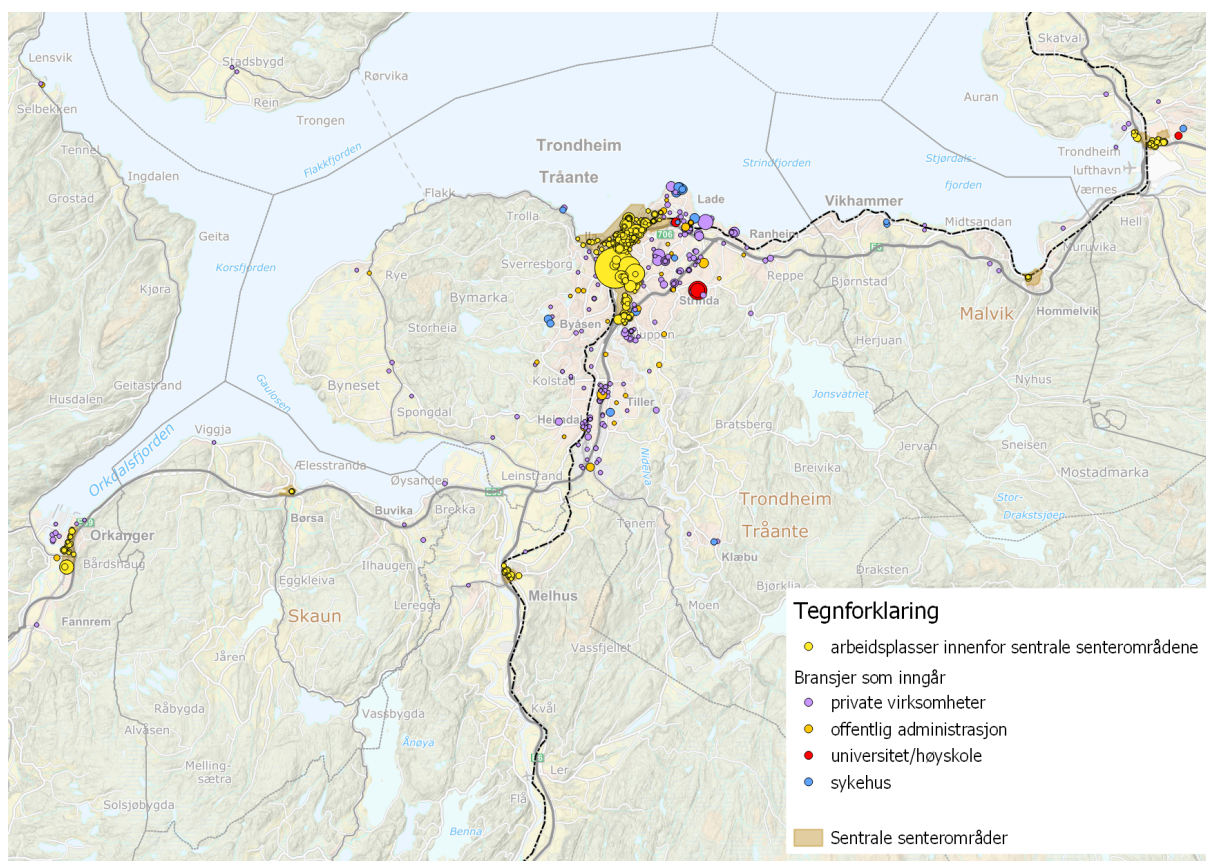 Skatval
Lensvik
Stadsbygd
Rørvika
Selbekken
Rein
Auran
Trongen
Tennel
Flakkfjorden
Trondheim
Tråante
Strindfjorden
Stjørdals-
fjorden
Trondheim
lufthavn
Værnes
Ingdalen
Grostad
Flakk
Lade
Vikhammer
Trolla
Midtsandan
Hell
Geita
706
Ranheim
Muruvika
Korsfjorden
Rye
Sverresborg
Reppe
Bjørnstad
Kjøra
Bymarka
Strinda
Hommelvik
Malvik
Storheia
Byåsen
Herjuan
Geitastrand
Gaulosen
Byneset
Kolstad
Nyhus
Husdalen
Jonsvatnet
Spongdal
Tiller
Viggja
Bratsberg
Orkdalsfjorden
Jervan
Sneisen
Ælesstranda
Leinstrand
Nidelva
Breivika
Mostadmarka
Øysand
Trondheim
Tråante
Stor-
Drakstsjøen
Børsa
Buvika
Brekka
Orkanger
Tanem
Bårdshaug
Klæbu
Ilhaugen
Draksten
Eggkleiva
Bjørklia
Melhus
Skaun
Leregga
Moen
Fannrem
Vassfjellet
Jåren
Råbygda
Vassbygda
Kvål
Alvåsen
Ånøya
Melling-
sætra
Ler
Flå
Solsjøbygda
Benna
Tegnforklaring
arbeidsplasser innenfor sentrale senterområdene
Bransjer som inngår
private virksomheter
offentlig administrasjon
universitet/høyskole
sykehus
Sentrale senterområder